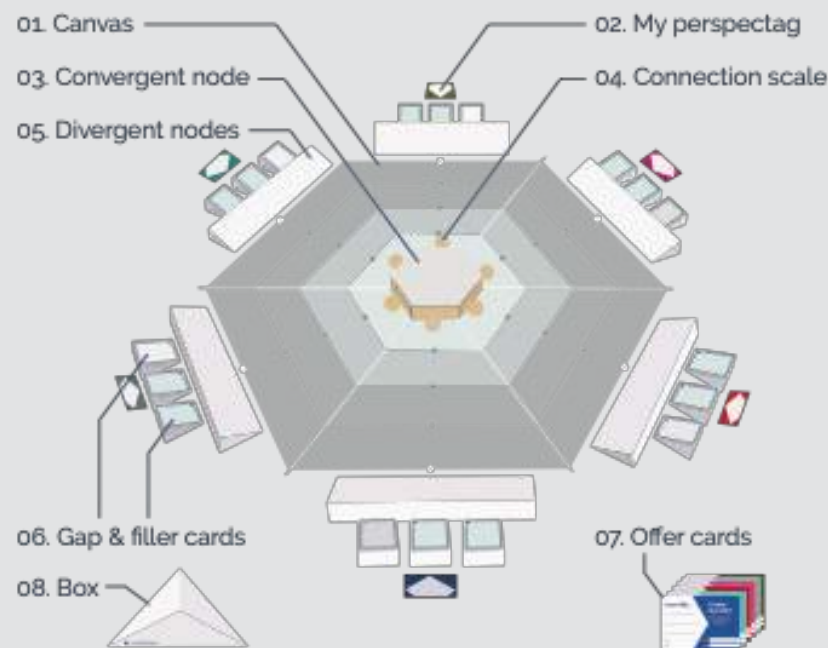 01. Canvas
02. My perspectag
03. Convergent node
04. Connection scale
05. Divergent nodes
06. Gap & filler cards
07. Offer cards
08. Box